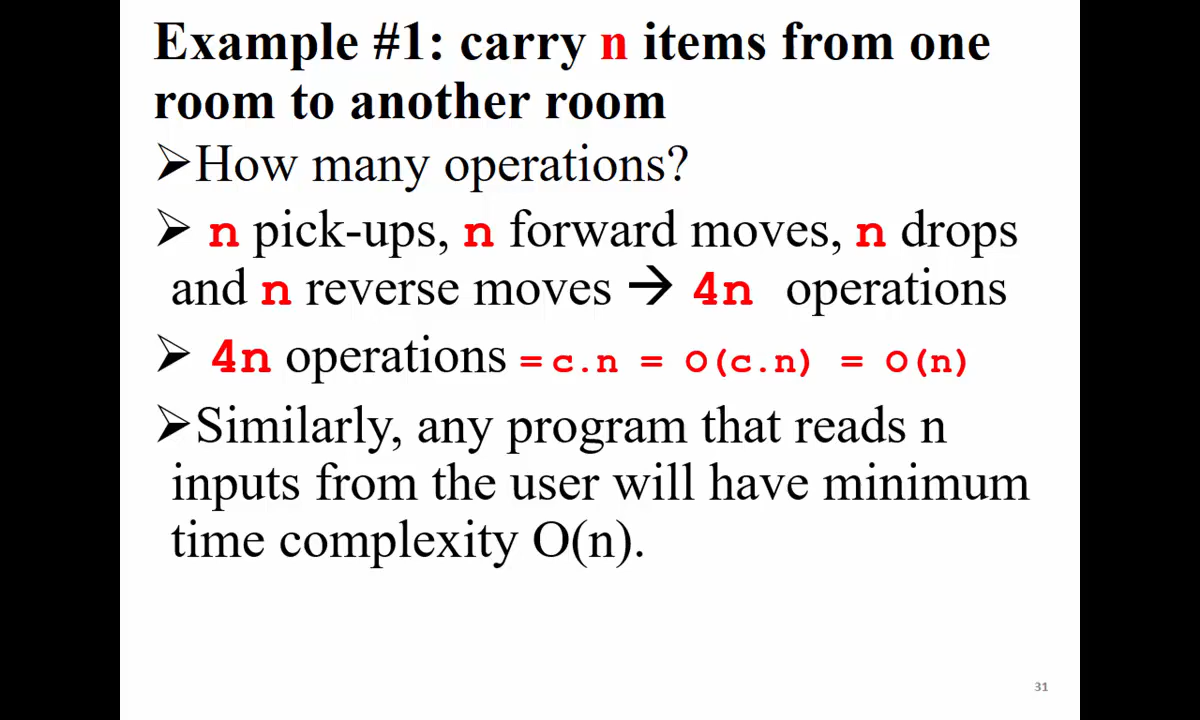 Example #1: carry n items from one
room to another room
➢How many operations?
➢ n pick-ups, n forward moves, n drops
and n reverse moves → 4n operations
➢ 4n operations = c.n = O(c.n) = O(n)
➢Similarly, any program that reads n
inputs from the user will have minimum
time complexity O(n).
31